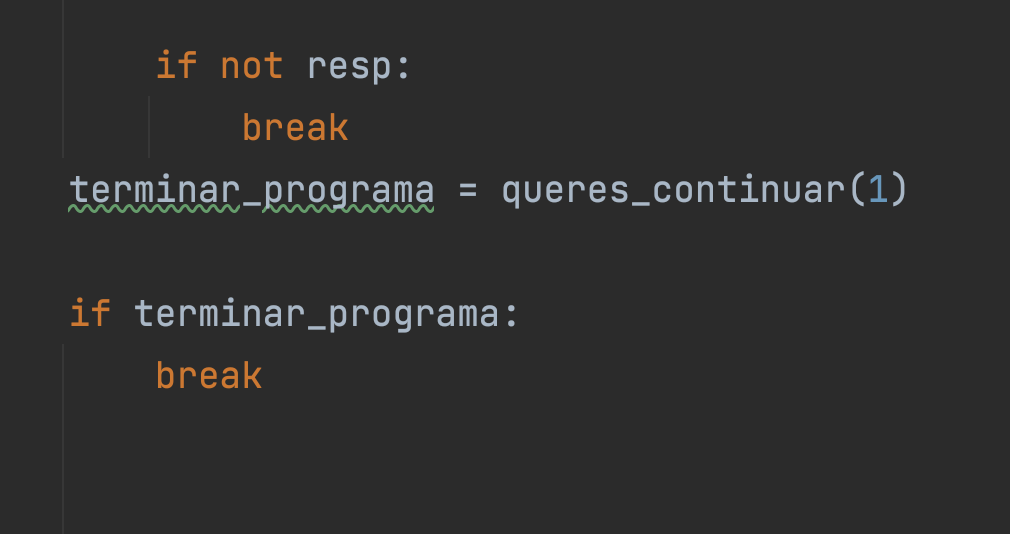 if not resp:
break
terminar_programa = queres_continuar(1)
if terminar_programa:
break